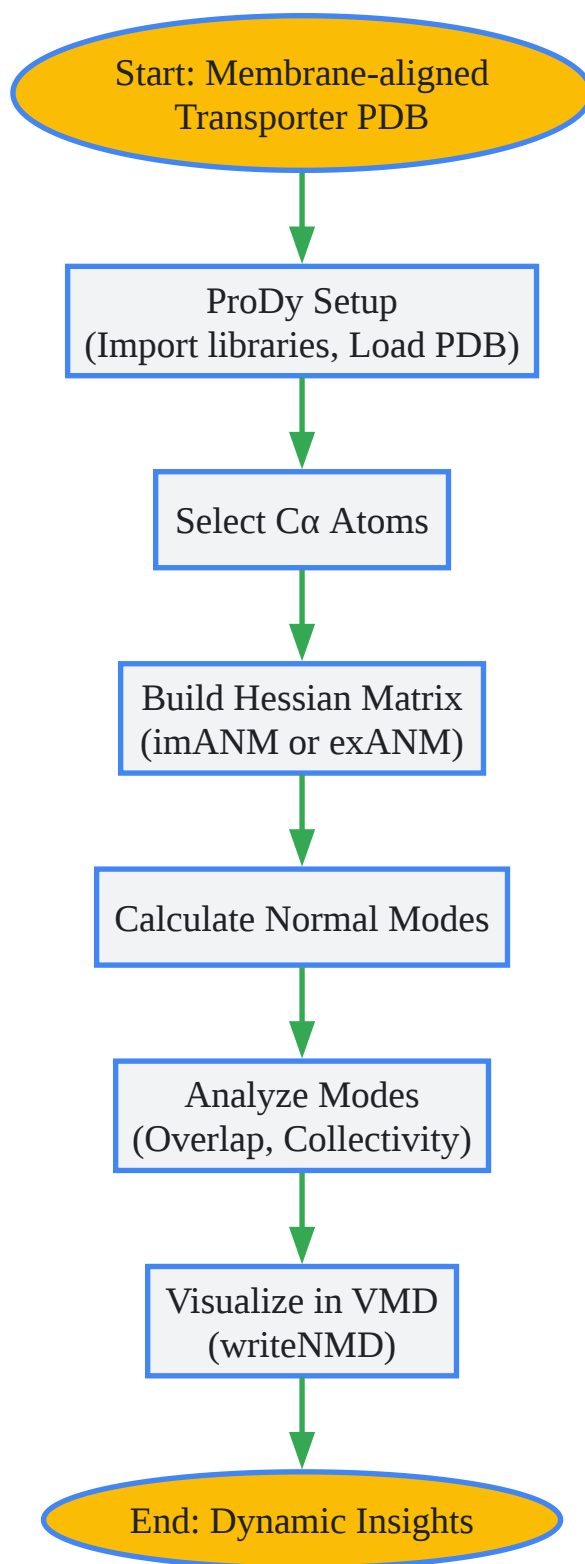 Start: Membrane-aligned
Transporter PDB
ProDy Setup
(Import libraries, Load PDB)
Select Cα Atoms
Build Hessian Matrix
(imANM or exANM)
Calculate Normal Modes
Analyze Modes
(Overlap, Collectivity)
Visualize in VMD
(writeNMD)
End: Dynamic Insights